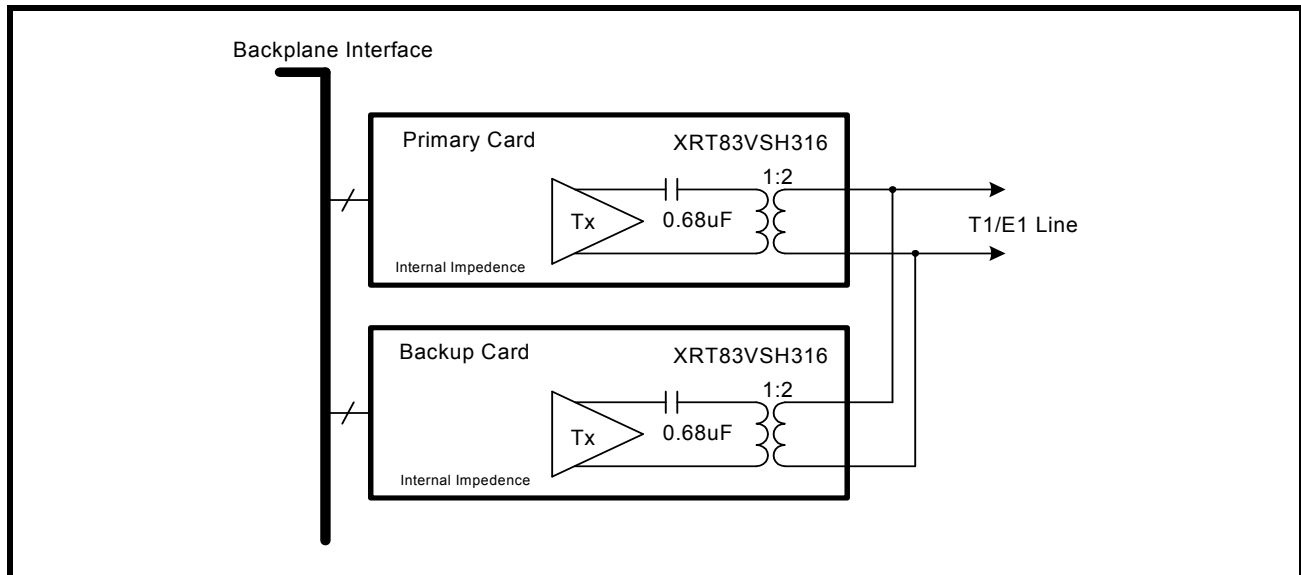 Backplane Interface
Primary Card
XRT83VSH316
1:2
Tx
0.68uF
T1/E1 Line
Internal Impedence
Backup Card
XRT83VSH316
1:2
Tx
0.68uF
Internal Impedence